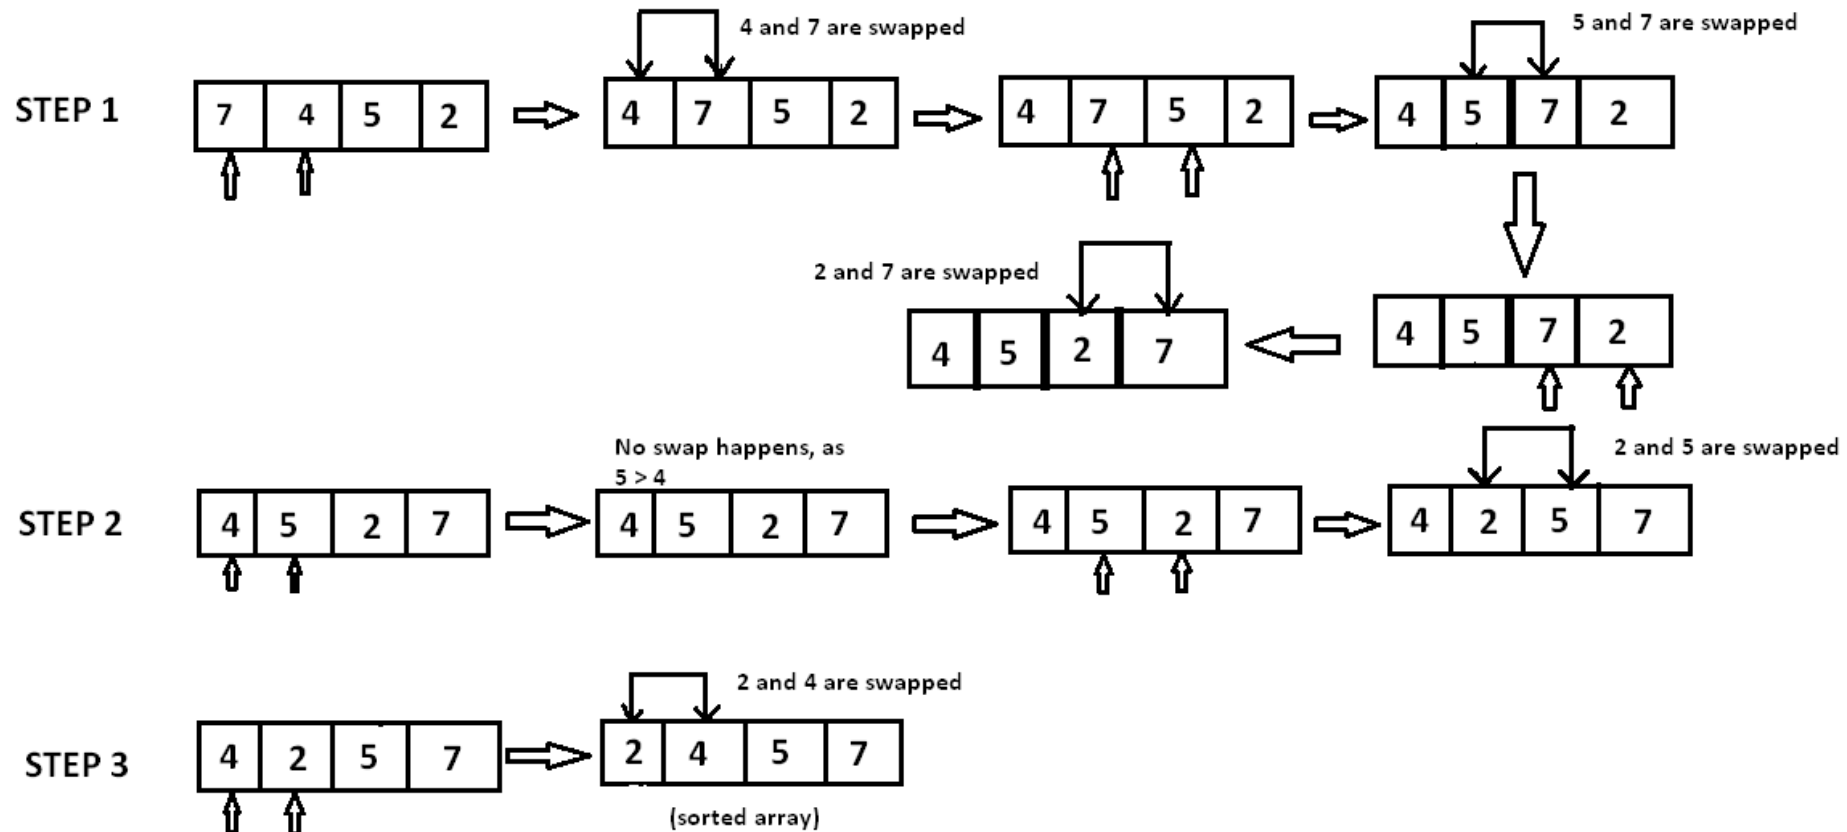 4 and 7 are swapped
5 and 7 are swapped
STEP 1
7 4 5 2
4 7 5 2
4 7 5 2
4 5 7 2
2 and 7 are swapped
4 5 2 7
4 5 7 2
No swap happens, as
5 > 4
2 and 5 are swapped
STEP 2
4 5 2 7
4 5 2 7
4 5 2 7
4 2 5 7
2 and 4 are swapped
STEP 3
4 2 5 7
2 4 5 7
(sorted array)